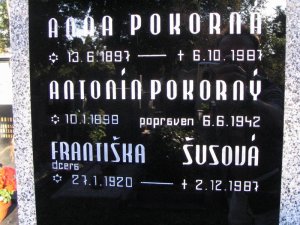 ANNA POKORNÁ
✡ 13.6.1897 — † 6.10.1987
ANTONÍN POKORNÝ
✡ 10.1.1898 popraven 6.6.1942
FRANTIŠKA ŠUSOVÁ
dcera
✡ 27.1.1920 — † 2.12.1987